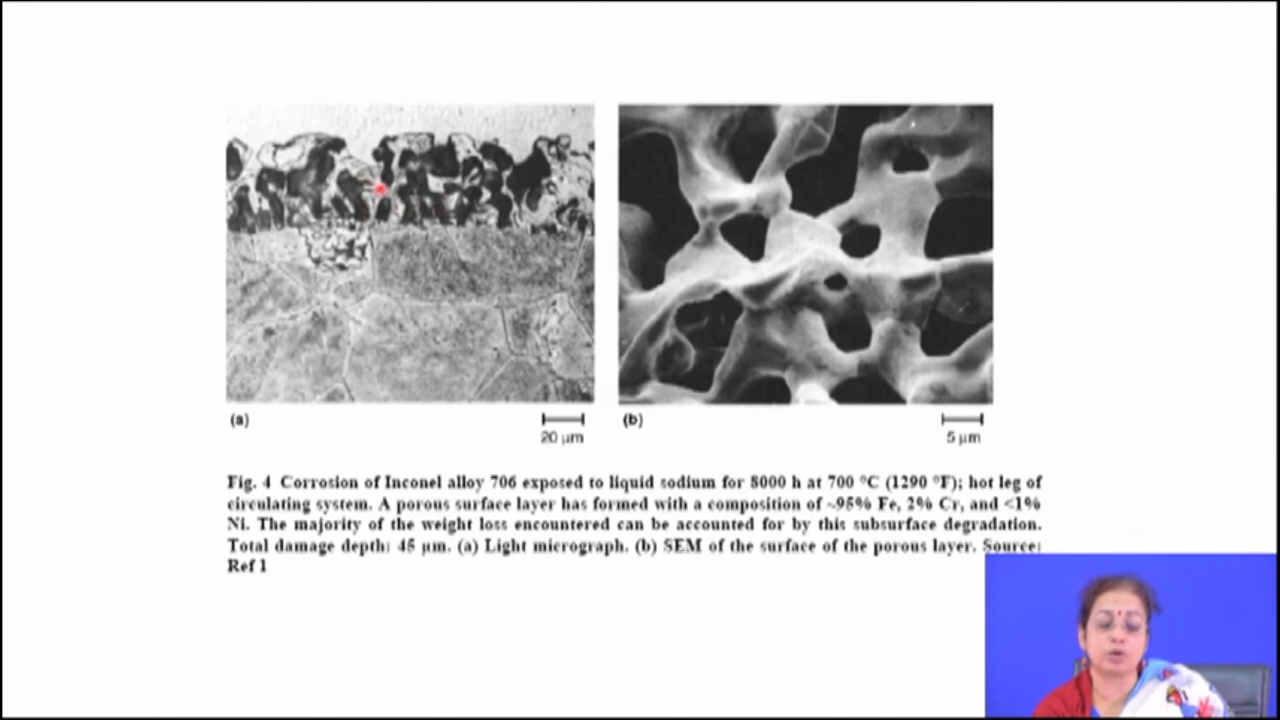 (a)
20 μm
(b)
5 μm
Fig. 4 Corrosion of Inconel alloy 706 exposed to liquid sodium for 8000 h at 700 °C (1290 °F); hot leg of
circulating system. A porous surface layer has formed with a composition of ~95% Fe, 2% Cr, and <1%
Ni. The majority of the weight loss encountered can be accounted for by this subsurface degradation.
Total damage depth: 45 μm. (a) Light micrograph. (b) SEM of the surface of the porous layer. Source:
Ref 1